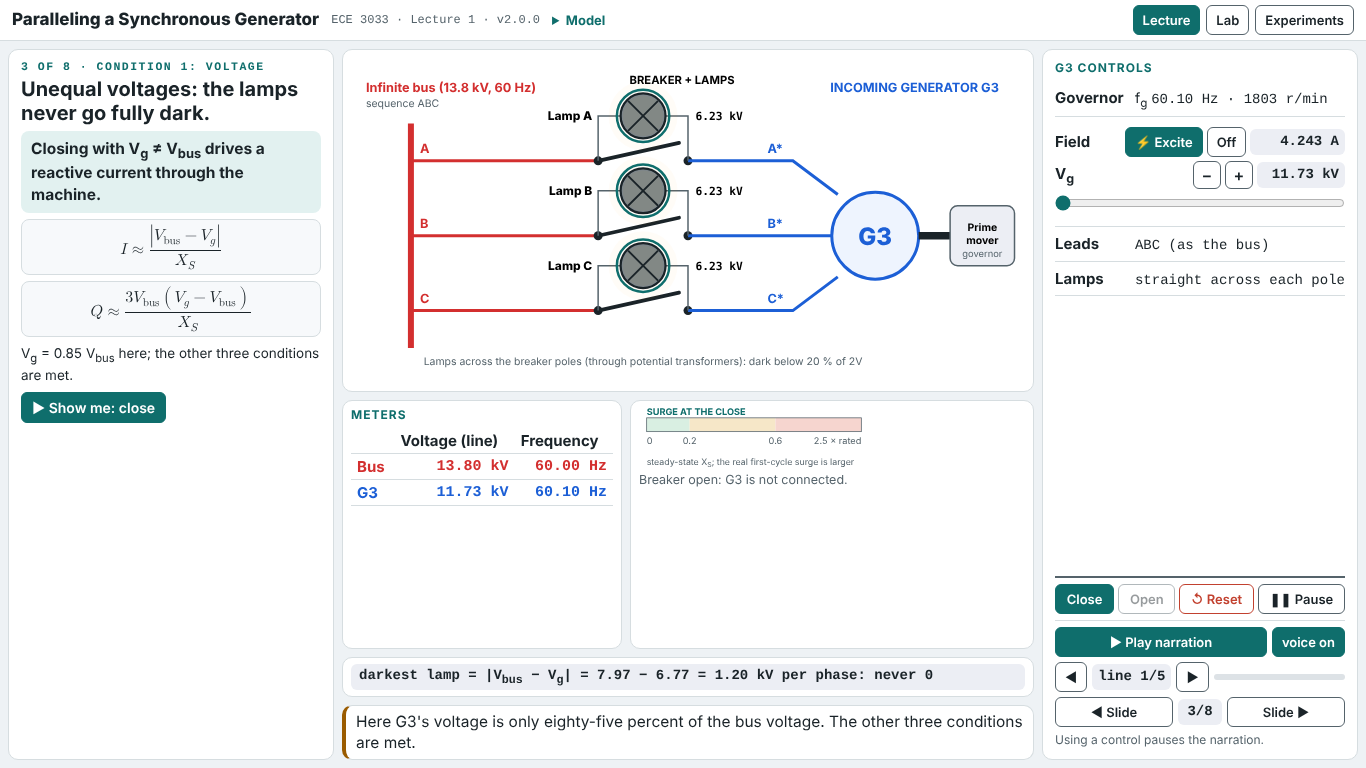 Paralleling a Synchronous Generator ECE 3033 · Lecture 1 · v2.0.0 ▶ Model
Lecture Lab Experiments
3 OF 8 · CONDITION 1: VOLTAGE
Unequal voltages: the lamps
never go fully dark.
Closing with Vg ≠ Vbus drives a
reactive current through the
machine.
I ≈ |Vbus − Vg| / XS
Q ≈ 3Vbus ( Vg − Vbus ) / XS
Vg = 0.85 Vbus here; the other three conditions
are met.
▶ Show me: close
Infinite bus (13.8 kV, 60 Hz)
sequence ABC
BREAKER + LAMPS
INCOMING GENERATOR G3
Lamp A 6.23 kV
A A*
Lamp B 6.23 kV
B B*
Lamp C 6.23 kV
C C*
G3
Prime
mover
governor
Lamps across the breaker poles (through potential transformers): dark below 20 % of 2V
METERS
Voltage (line) Frequency
Bus 13.80 kV 60.00 Hz
G3 11.73 kV 60.10 Hz
SURGE AT THE CLOSE
0 0.2 0.6 2.5 × rated
steady-state XS; the real first-cycle surge is larger
Breaker open: G3 is not connected.
darkest lamp = |Vbus − Vg| = 7.97 − 6.77 = 1.20 kV per phase: never 0
Here G3's voltage is only eighty-five percent of the bus voltage. The other three conditions
are met.
G3 CONTROLS
Governor fg 60.10 Hz · 1803 r/min
Field ⚡ Excite Off 4.243 A
Vg − + 11.73 kV
Leads ABC (as the bus)
Lamps straight across each pole
Close Open ↺ Reset ❚❚ Pause
▶ Play narration voice on
◀ line 1/5 ▶
◀ Slide 3/8 Slide ▶
Using a control pauses the narration.